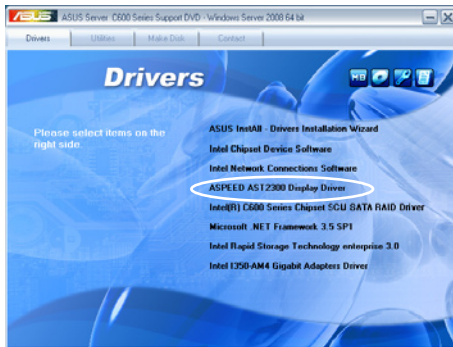 ASUS ASUS Server C600 Series Support DVD - Windows Server 2008 64 bit
Drivers Utilities Make Disk Contact
Drivers
MB
Please select items on the
right side.
ASUS InstAll - Drivers Installation Wizard
Intel Chipset Device Software
Intel Network Connections Software
ASPEED AST2300 Display Driver
Intel(R) C600 Series Chipset SCU SATA RAID Driver
Microsoft .NET Framework 3.5 SP1
Intel Rapid Storage Technology enterprise 3.0
Intel I350-AM4 Gigabit Adapters Driver